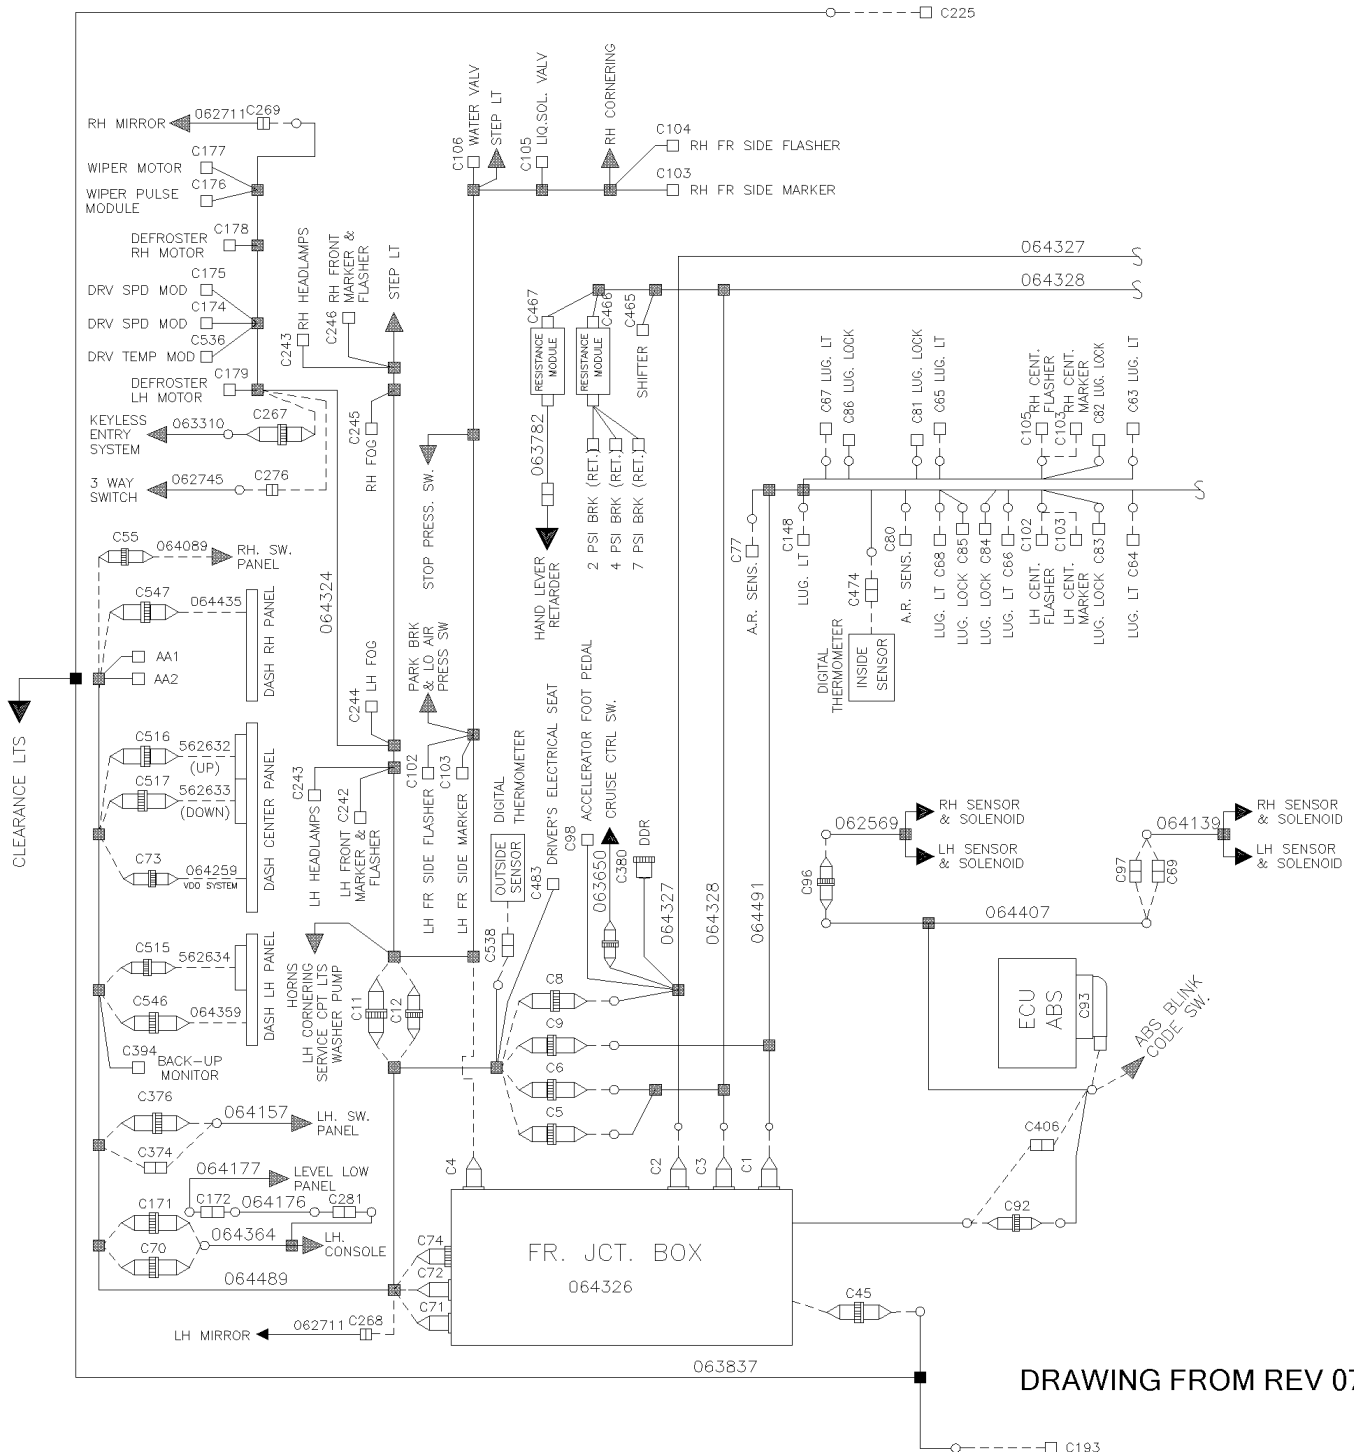 C225
062711
C269
RH MIRROR
C177
WIPER MOTOR
C176
WIPER PULSE
MODULE
C178
DEFROSTER
RH MOTOR
C175
DRV SPD MOD
C174
DRV SPD MOD
C536
DRV TEMP MOD
C179
DEFROSTER
LH MOTOR
KEYLESS
ENTRY
SYSTEM
063310
C267
3 WAY
SWITCH
062745
C276
C243 RH HEADLAMPS
C246 RH FRONT
MARKER &
FLASHER
STEP LT
C245
RH FOG
C106 WATER VALV
STEP LT
C105 LIQ.SOL. VALV
RH CORNERING
C104
RH FR SIDE FLASHER
C103
RH FR SIDE MARKER
064327
064328
C467
C466
C465
RESISTANCE
MODULE
RESISTANCE
MODULE
SHIFTER
063782
2 PSI BRK (RET.)
4 PSI BRK (RET.)
7 PSI BRK (RET.)
HAND LEVER
RETARDER
STOP PRESS. SW.
C67 LUG. LT
C86 LUG. LOCK
C81 LUG. LOCK
C65 LUG. LT
C105
RH CENT.
FLASHER
C103
RH CENT.
MARKER
C82 LUG. LOCK
C63 LUG. LT
A.R. SENS. C77
LUG. LT C148
C474
A.R. SENS. C80
LUG. LT C68
LUG. LOCK C85
LUG. LOCK C84
LUG. LT C66
LH CENT. C102
FLASHER
LH CENT. C103
MARKER
LUG. LOCK C83
LUG. LT C64
DIGITAL
THERMOMETER
INSIDE
SENSOR
C55
064089
RH. SW.
PANEL
C547
064435
DASH RH PANEL
AA1
AA2
064324
CLEARANCE LTS
C516
562632
(UP)
C517
562633
(DOWN)
C73
064259
VDO SYSTEM
DASH CENTER PANEL
C515
562634
C546
064359
DASH LH PANEL
C394
BACK-UP
MONITOR
C244
LH FOG
PARK BRK
& LO AIR
PRESS SW
C243
LH HEADLAMPS
C242
LH FRONT
MARKER &
FLASHER
C102
LH FR SIDE FLASHER
C103
LH FR SIDE MARKER
HORNS
LH CORNERING
SERVICE CPT LTS
WASHER PUMP
C11
C12
DIGITAL
THERMOMETER
OUTSIDE
SENSOR
C538
C483 DRIVER'S ELECTRICAL SEAT
C98 ACCELERATOR FOOT PEDAL
063650
CRUISE CTRL SW.
C380
DDR
064327
064328
064491
C8
C9
C6
C5
062569
RH SENSOR
& SOLENOID
LH SENSOR
& SOLENOID
064139
RH SENSOR
& SOLENOID
LH SENSOR
& SOLENOID
C96
C97
C69
064407
ECU
ABS
C93
ABS BLINK
CODE SW.
C406
C92
C376
064157
LH. SW.
PANEL
C374
064177
LEVEL LOW
PANEL
C171
C172
064176
C281
064364
LH.
CONSOLE
C70
064489
C4
C2
C3
C1
C74
C72
C71
FR. JCT. BOX
064326
C45
LH MIRROR
062711
C268
063837
DRAWING FROM REV 07
C193